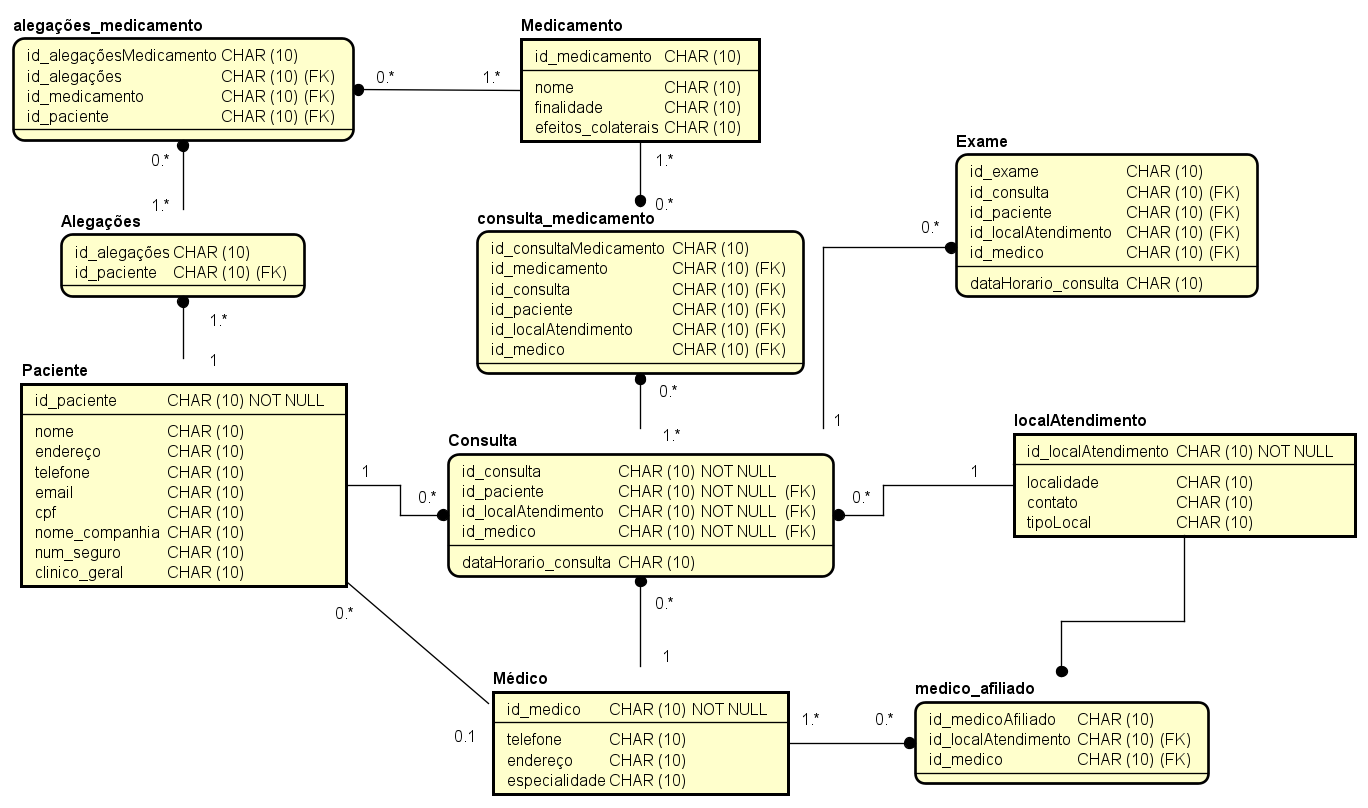 alegações_medicamento
id_alegaçõesMedicamento CHAR (10)
id_alegações CHAR (10) (FK)
id_medicamento CHAR (10) (FK)
id_paciente CHAR (10) (FK)
0.*
1.*
Medicamento
id_medicamento CHAR (10)
nome CHAR (10)
finalidade CHAR (10)
efeitos_colaterais CHAR (10)
0.*
1.*
1.*
0.*
Exame
id_exame CHAR (10)
id_consulta CHAR (10) (FK)
id_paciente CHAR (10) (FK)
id_localAtendimento CHAR (10) (FK)
id_medico CHAR (10) (FK)
dataHorario_consulta CHAR (10)
0.*
1
Alegações
id_alegações CHAR (10)
id_paciente CHAR (10) (FK)
1.*
1
consulta_medicamento
id_consultaMedicamento CHAR (10)
id_medicamento CHAR (10) (FK)
id_consulta CHAR (10) (FK)
id_paciente CHAR (10) (FK)
id_localAtendimento CHAR (10) (FK)
id_medico CHAR (10) (FK)
0.*
1.*
Paciente
id_paciente CHAR (10) NOT NULL
nome CHAR (10)
endereço CHAR (10)
telefone CHAR (10)
email CHAR (10)
cpf CHAR (10)
nome_companhia CHAR (10)
num_seguro CHAR (10)
clinico_geral CHAR (10)
1
0.*
Consulta
id_consulta CHAR (10) NOT NULL
id_paciente CHAR (10) NOT NULL (FK)
id_localAtendimento CHAR (10) NOT NULL (FK)
id_medico CHAR (10) NOT NULL (FK)
dataHorario_consulta CHAR (10)
0.*
1
localAtendimento
id_localAtendimento CHAR (10) NOT NULL
localidade CHAR (10)
contato CHAR (10)
tipoLocal CHAR (10)
0.*
0.1
0.*
1
Médico
id_medico CHAR (10) NOT NULL
telefone CHAR (10)
endereço CHAR (10)
especialidade CHAR (10)
1.*
0.*
medico_afiliado
id_medicoAfiliado CHAR (10)
id_localAtendimento CHAR (10) (FK)
id_medico CHAR (10) (FK)